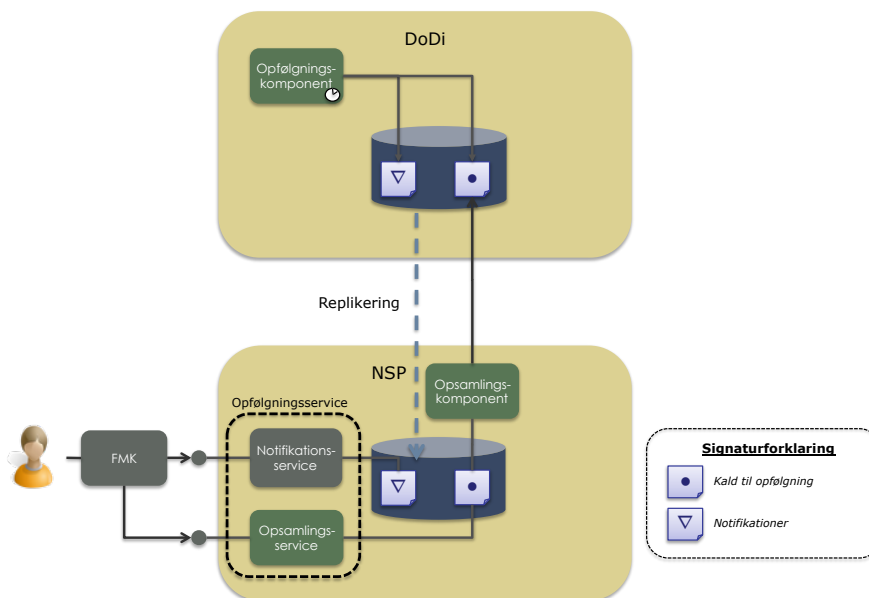 DoDi
Opfølgnings-
komponent
Replikering
NSP
Opsamlings-
komponent
Opfølgningsservice
FMK
Notifikations-
service
Opsamlings-
service
Signaturforklaring
Kald til opfølgning
Notifikationer